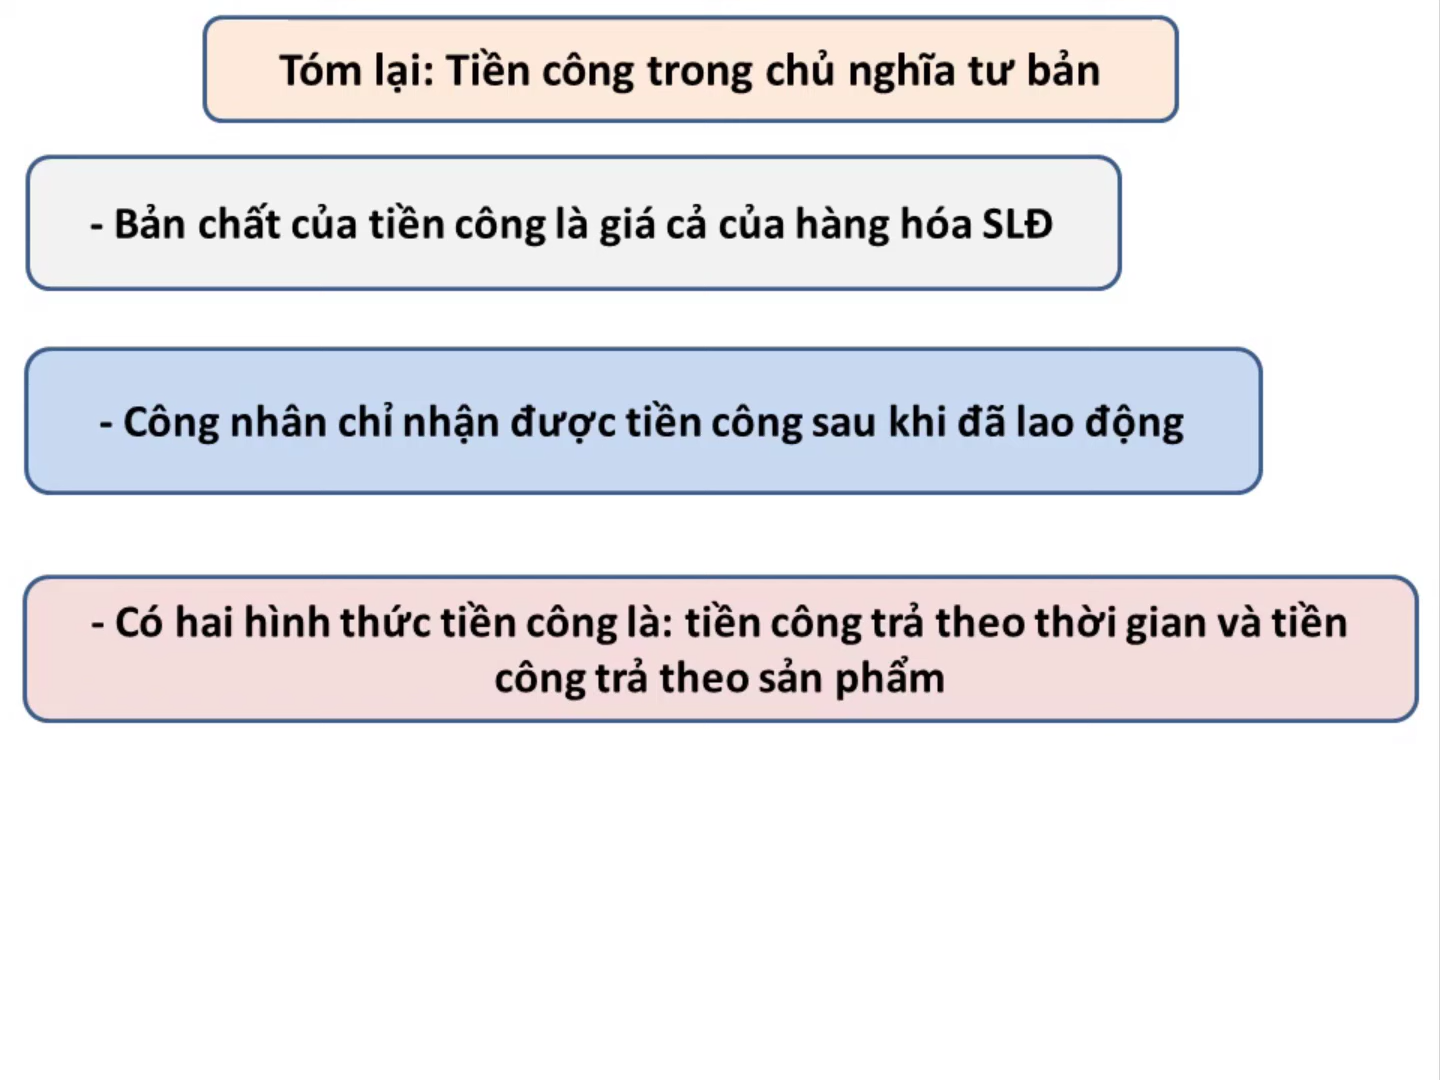 Tóm lại: Tiền công trong chủ nghĩa tư bản
- Bản chất của tiền công là giá cả của hàng hóa SLĐ
- Công nhân chỉ nhận được tiền công sau khi đã lao động
- Có hai hình thức tiền công là: tiền công trả theo thời gian và tiền
công trả theo sản phẩm